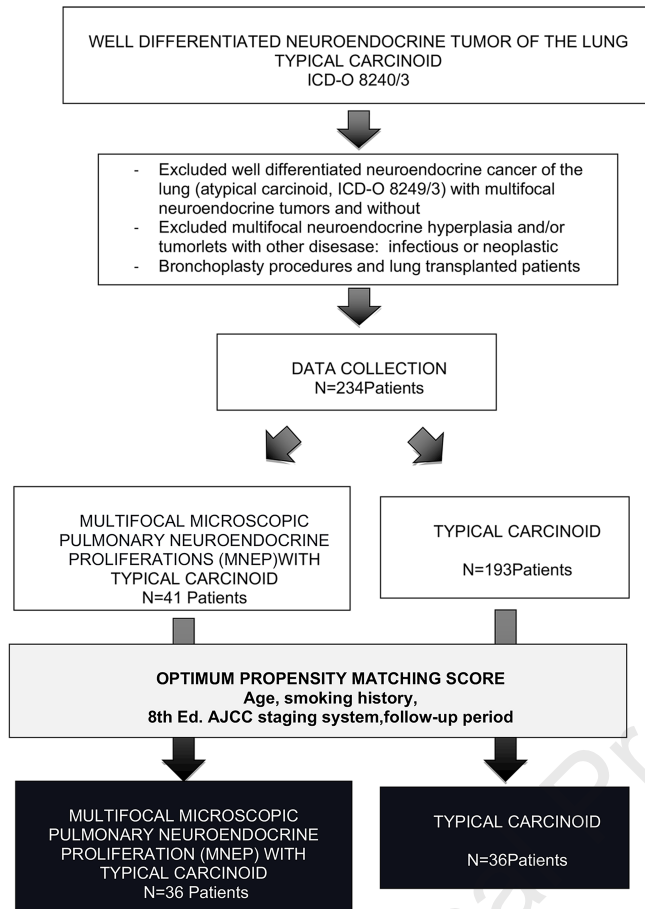 WELL DIFFERENTIATED NEUROENDOCRINE TUMOR OF THE LUNG
TYPICAL CARCINOID
ICD-O 8240/3
- Excluded well differentiated neuroendocrine cancer of the
lung (atypical carcinoid, ICD-O 8249/3) with multifocal
neuroendocrine tumors and without
- Excluded multifocal neuroendocrine hyperplasia and/or
tumorlets with other disesase: infectious or neoplastic
- Bronchoplasty procedures and lung transplanted patients
DATA COLLECTION
N=234Patients
MULTIFOCAL MICROSCOPIC
PULMONARY NEUROENDOCRINE
PROLIFERATIONS (MNEP)WITH
TYPICAL CARCINOID
N=41 Patients
TYPICAL CARCINOID
N=193Patients
OPTIMUM PROPENSITY MATCHING SCORE
Age, smoking history,
8th Ed. AJCC staging system,follow-up period
MULTIFOCAL MICROSCOPIC
PULMONARY NEUROENDOCRINE
PROLIFERATION (MNEP) WITH
TYPICAL CARCINOID
N=36 Patients
TYPICAL CARCINOID
N=36Patients